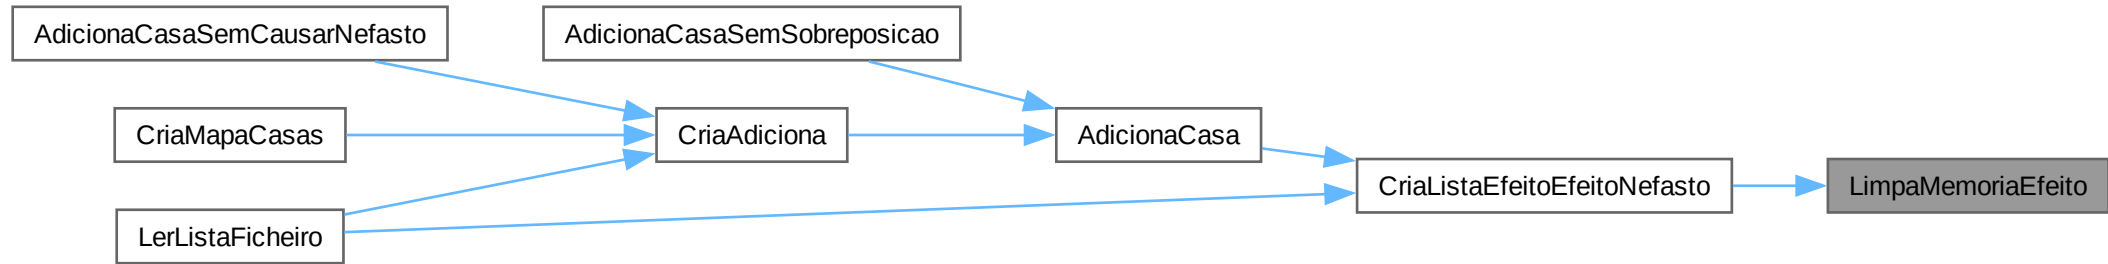 AdicionaCasaSemCausarNefasto
AdicionaCasaSemSobreposicao
CriaMapaCasas
CriaAdiciona
AdicionaCasa
CriaListaEfeitoEfeitoNefasto
LimpaMemoriaEfeito
LerListaFicheiro